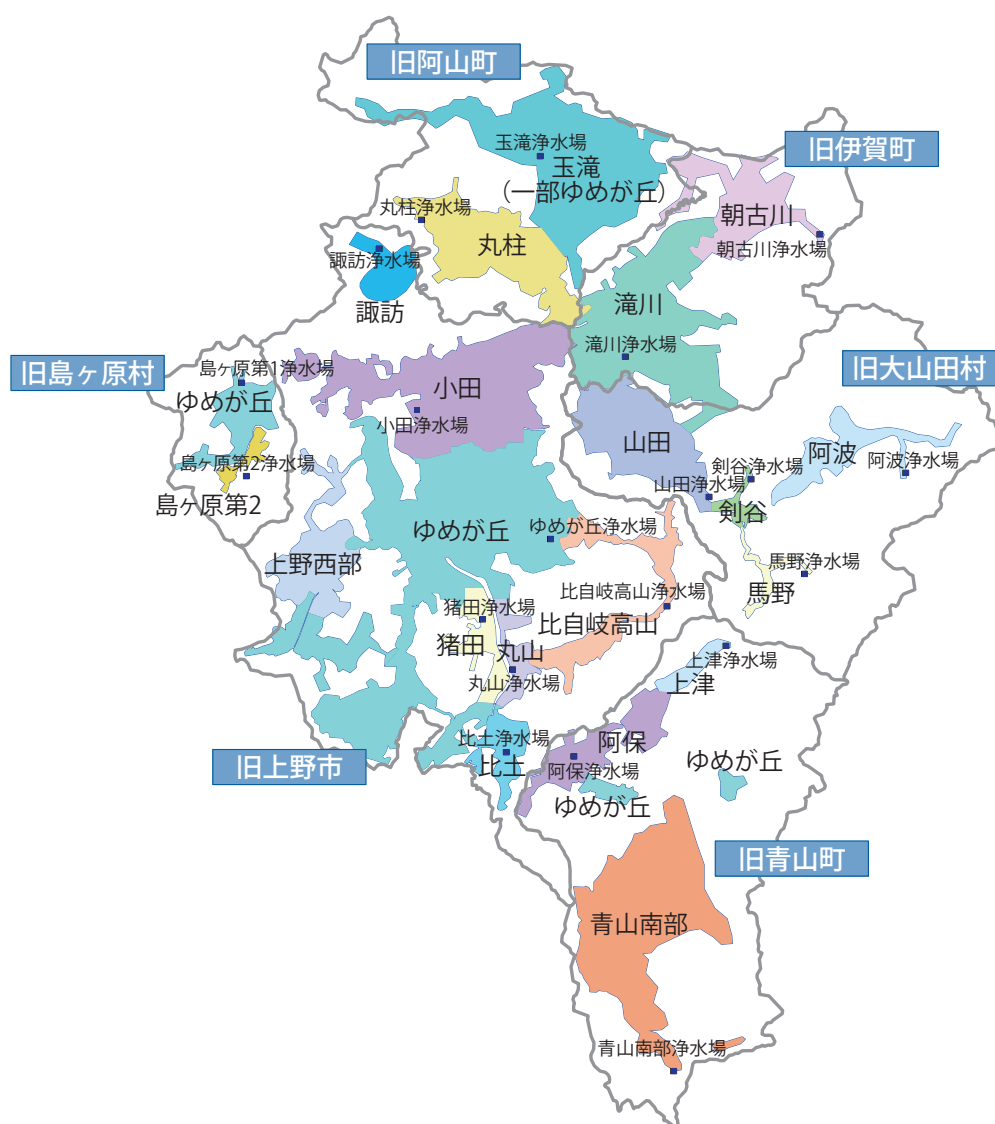 旧阿山町
旧伊賀町
玉滝浄水場
玉滝
（一部ゆめが丘）
丸柱浄水場
朝古川
丸柱
朝古川浄水場
諏訪浄水場
諏訪
滝川
滝川浄水場
旧島ヶ原村
島ヶ原第1浄水場
旧大山田村
ゆめが丘
小田
小田浄水場
山田
阿波
島ヶ原第2浄水場
剣谷浄水場
阿波浄水場
山田浄水場
島ヶ原第2
剣谷
ゆめが丘
ゆめが丘浄水場
上野西部
馬野浄水場
馬野
比自岐高山浄水場
猪田浄水場
比自岐高山
猪田
丸山
丸山浄水場
上津浄水場
上津
比土浄水場
阿保
旧上野市
比土
阿保浄水場
ゆめが丘
ゆめが丘
旧青山町
青山南部
青山南部浄水場